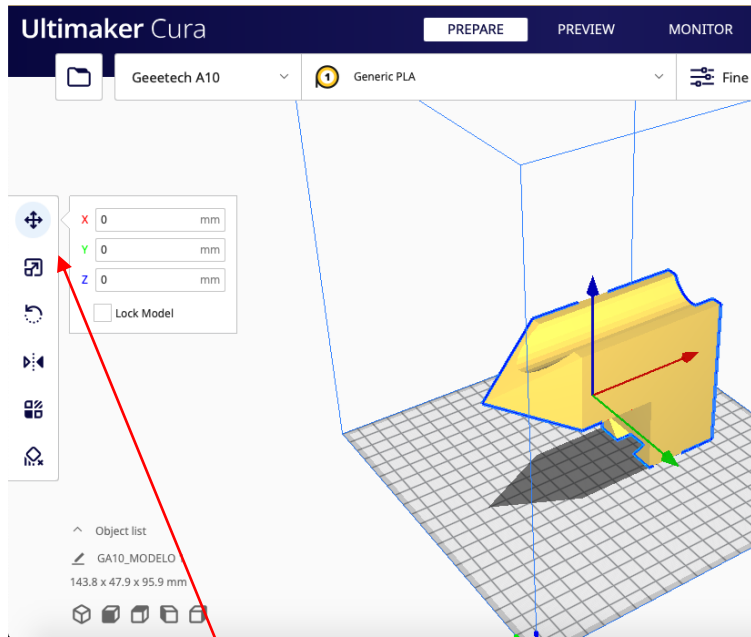 Ultimaker Cura
PREPARE PREVIEW MONITOR
Geeetech A10
1 Generic PLA
Fine
X 0 mm
Y 0 mm
Z 0 mm
Lock Model
Object list
GA10_MODELO
143.8 x 47.9 x 95.9 mm